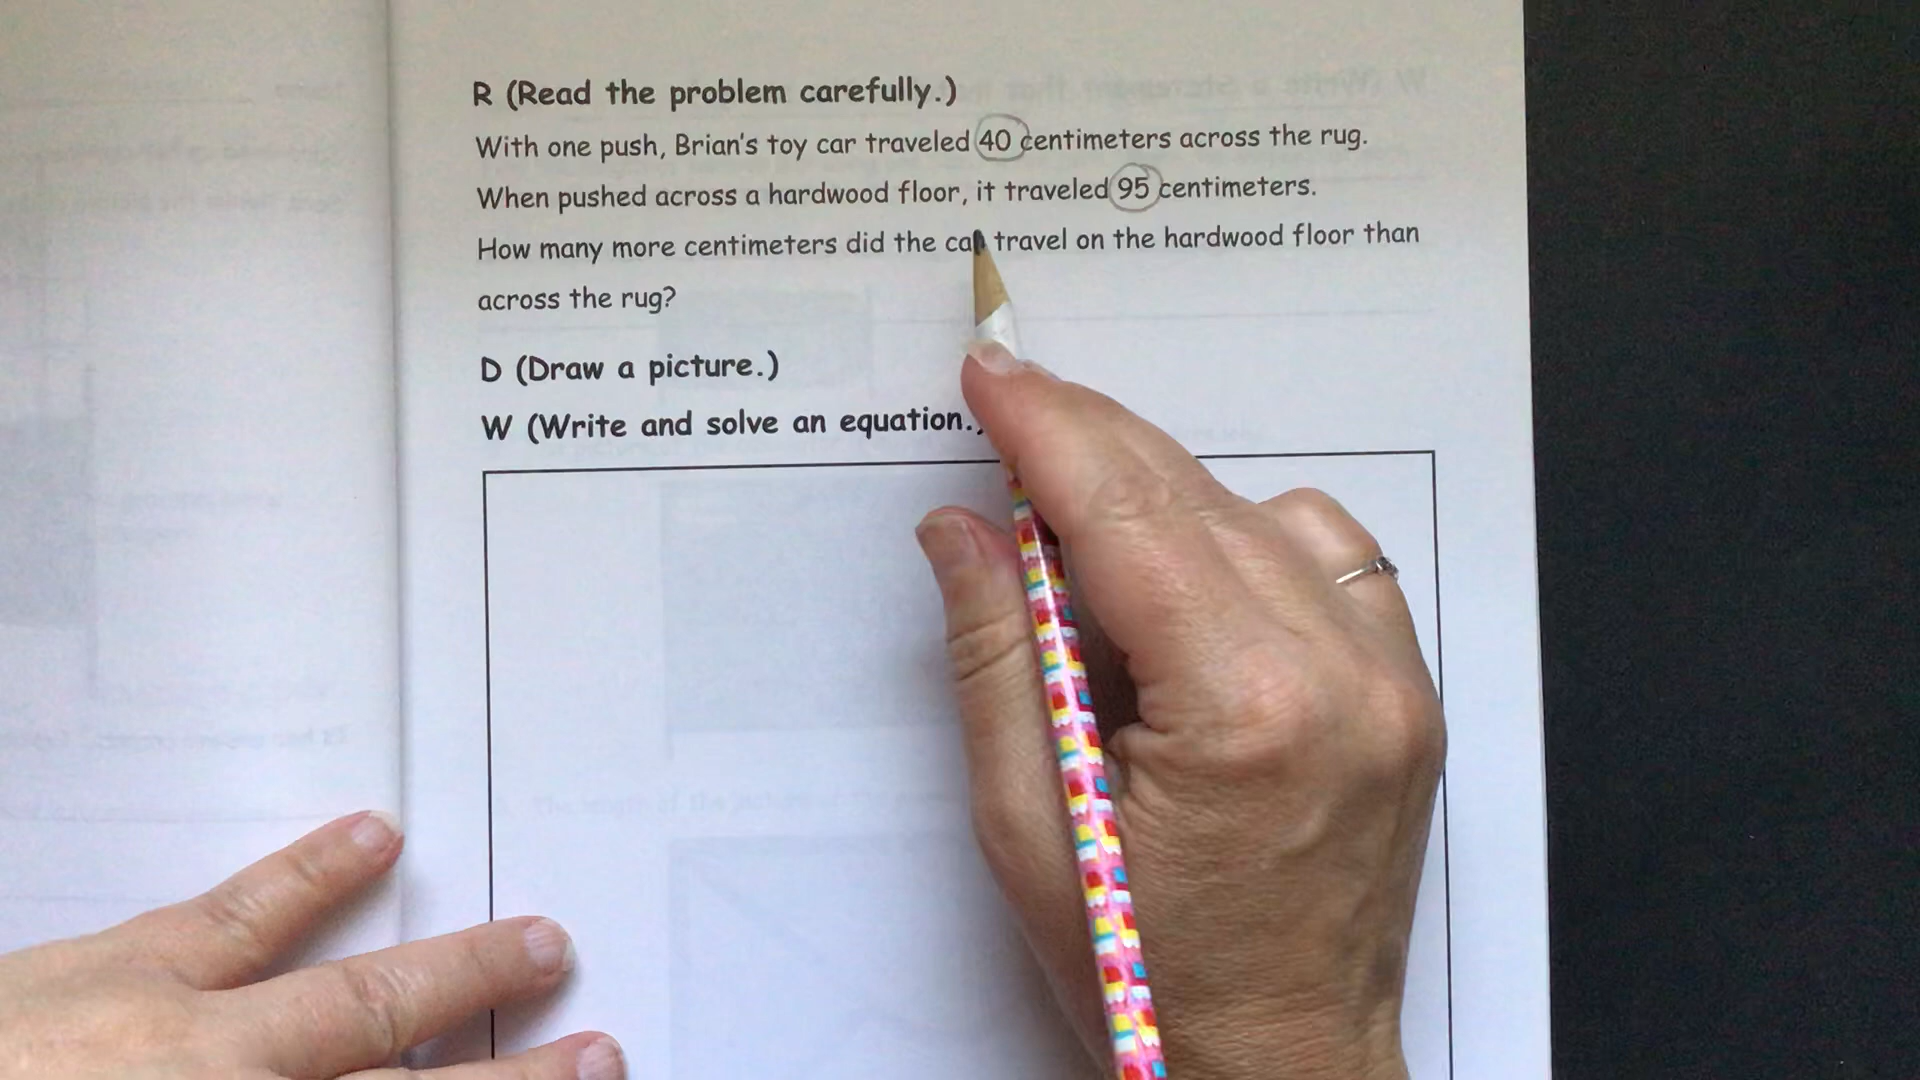 R (Read the problem carefully.)
With one push, Brian's toy car traveled 40 centimeters across the rug.
When pushed across a hardwood floor, it traveled 95 centimeters.
How many more centimeters did the car travel on the hardwood floor than
across the rug?
D (Draw a picture.)
W (Write and solve an equation.)